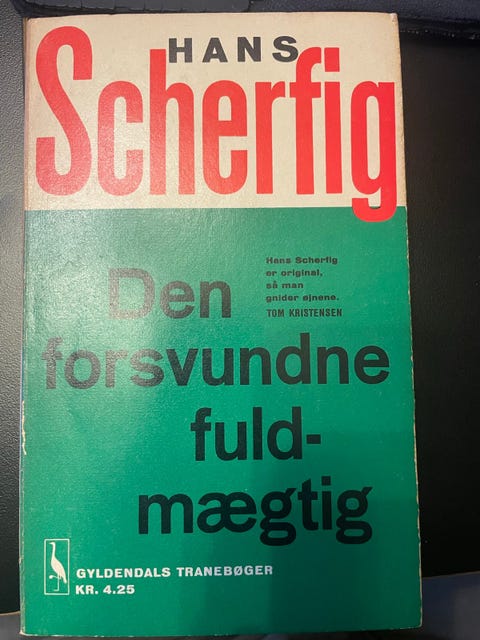 HANS
Scherfig
Hans Scherfig
er original,
så man
gnider øjnene.
TOM KRISTENSEN
Den
forsvundne
fuld-
mægtig
GYLDENDALS TRANEBØGER
KR. 4.25